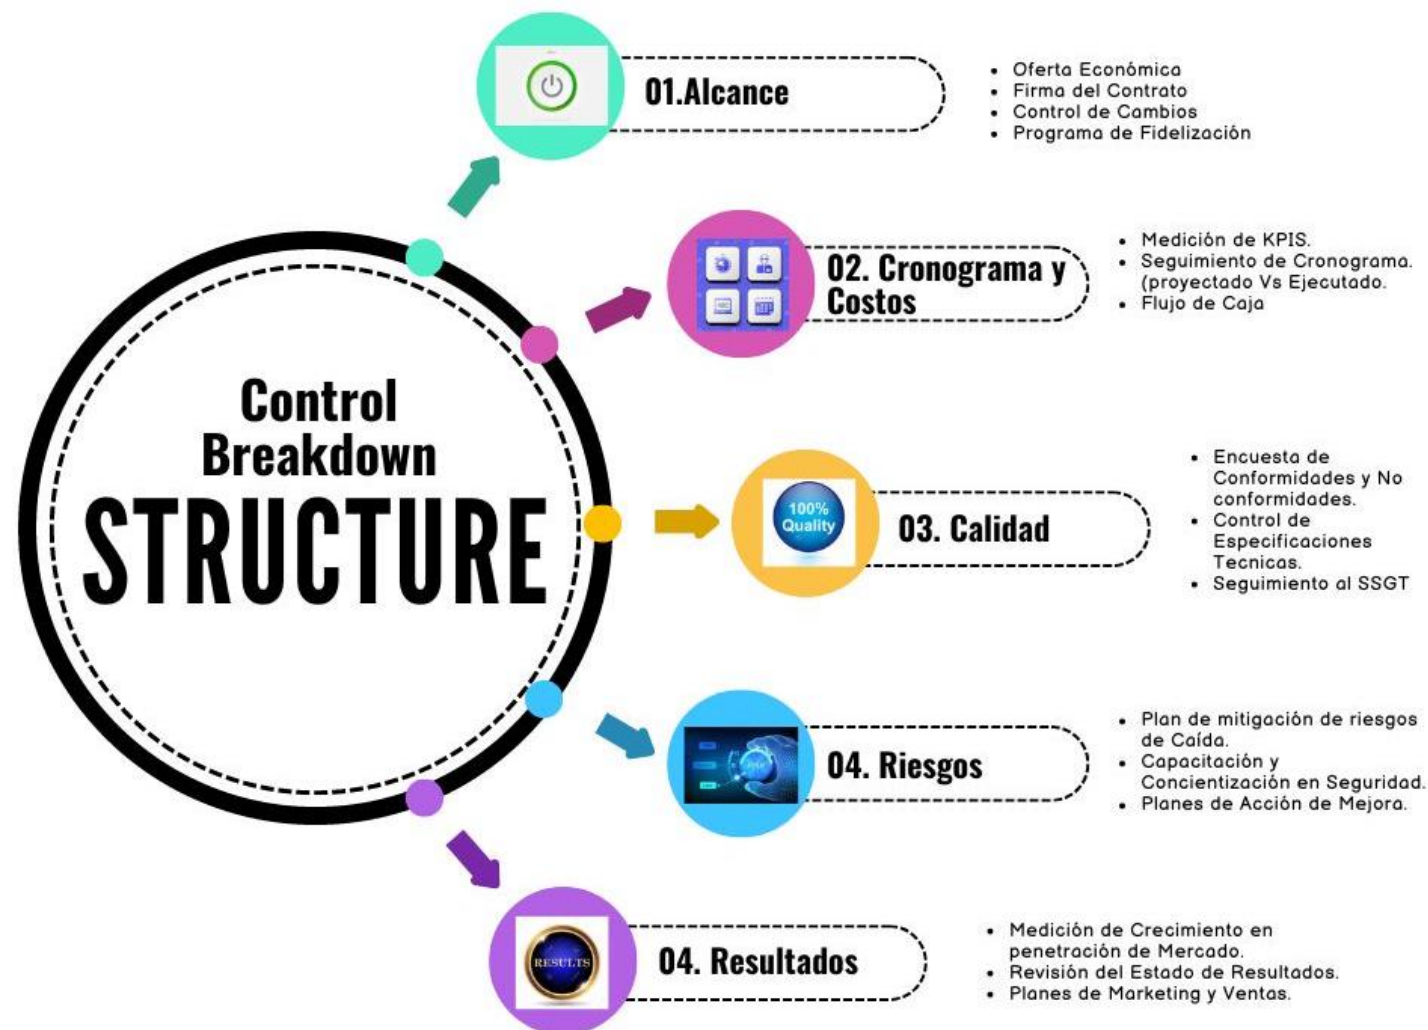 Control
Breakdown
STRUCTURE
01.Alcance
• Oferta Económica
• Firma del Contrato
• Control de Cambios
• Programa de Fidelización
02. Cronograma y
Costos
• Medición de KPIS.
• Seguimiento de Cronograma.
(proyectado Vs Ejecutado.
• Flujo de Caja
100%
Quality
03. Calidad
• Encuesta de
Conformidades y No
conformidades.
• Control de
Especificaciones
Tecnicas.
• Seguimiento al SSGT
04. Riesgos
• Plan de mitigación de riesgos
de Caída.
• Capacitación y
Concientización en Seguridad.
• Planes de Acción de Mejora.
RESULTS
04. Resultados
• Medición de Crecimiento en
penetración de Mercado.
• Revisión del Estado de Resultados.
• Planes de Marketing y Ventas.